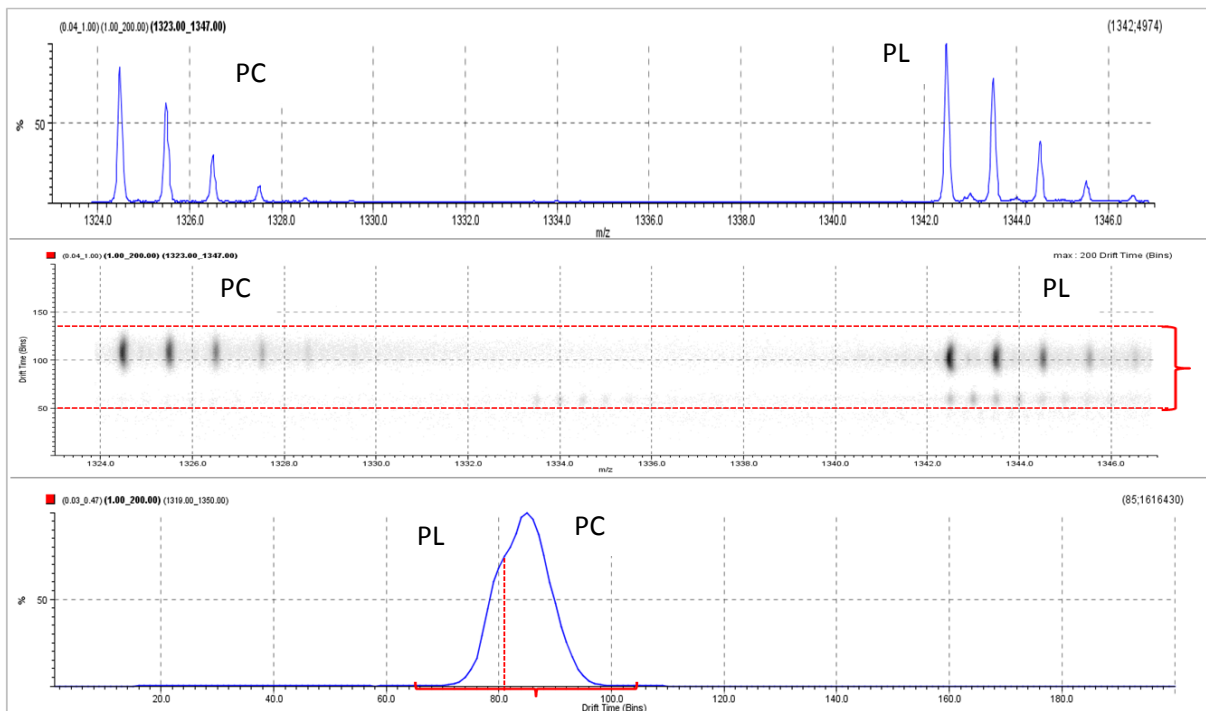 (0.04_1.00) (1.00_200.00) (1323.00_1347.00) (1342;4974)
PC PL
%
50
1324.0 1326.0 1328.0 1330.0 1332.0 1334.0 1336.0 1338.0 1340.0 1342.0 1344.0 1346.0
m/z
(0.04_1.00) (1.00_200.00) (1323.00_1347.00) max : 200 Drift Time (Bins)
PC PL
Drift Time (Bins)
150
100
50
1324.0 1326.0 1328.0 1330.0 1332.0 1334.0 1336.0 1338.0 1340.0 1342.0 1344.0 1346.0
m/z
(0.03_0.47) (1.00_200.00) (1319.00_1350.00) (85;1616430)
PL PC
%
50
20.0 40.0 60.0 80.0 100.0 120.0 140.0 160.0 180.0
Drift Time (Bins)